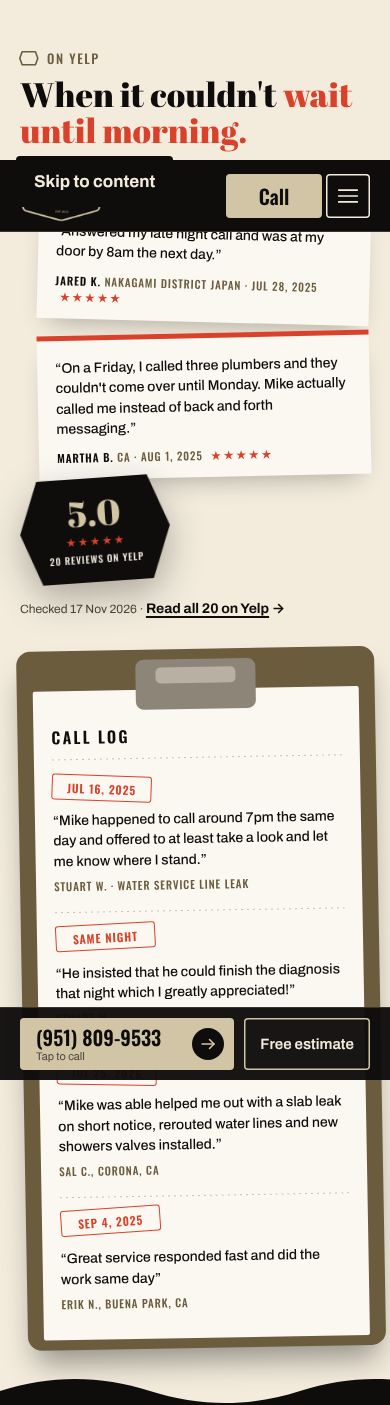 ON YELP
When it couldn't wait
until morning.
Skip to content
Call
“Answered my late night call and was at my
door by 8am the next day.”
JARED K. NAKAGAMI DISTRICT JAPAN · JUL 28, 2025
★★★★★
“On a Friday, I called three plumbers and they
couldn't come over until Monday. Mike actually
called me instead of back and forth
messaging.”
MARTHA B. CA · AUG 1, 2025 ★★★★★
5.0
★★★★★
20 REVIEWS ON YELP
Checked 17 Nov 2026 · Read all 20 on Yelp →
CALL LOG
JUL 16, 2025
“Mike happened to call around 7pm the same
day and offered to at least take a look and let
me know where I stand.”
STUART W. · WATER SERVICE LINE LEAK
SAME NIGHT
“He insisted that he could finish the diagnosis
that night which I greatly appreciated!”
(951) 809-9533
Tap to call
Free estimate
“Mike was able helped me out with a slab leak
on short notice, rerouted water lines and new
showers valves installed.”
SAL C., CORONA, CA
SEP 4, 2025
“Great service responded fast and did the
work same day”
ERIK N., BUENA PARK, CA